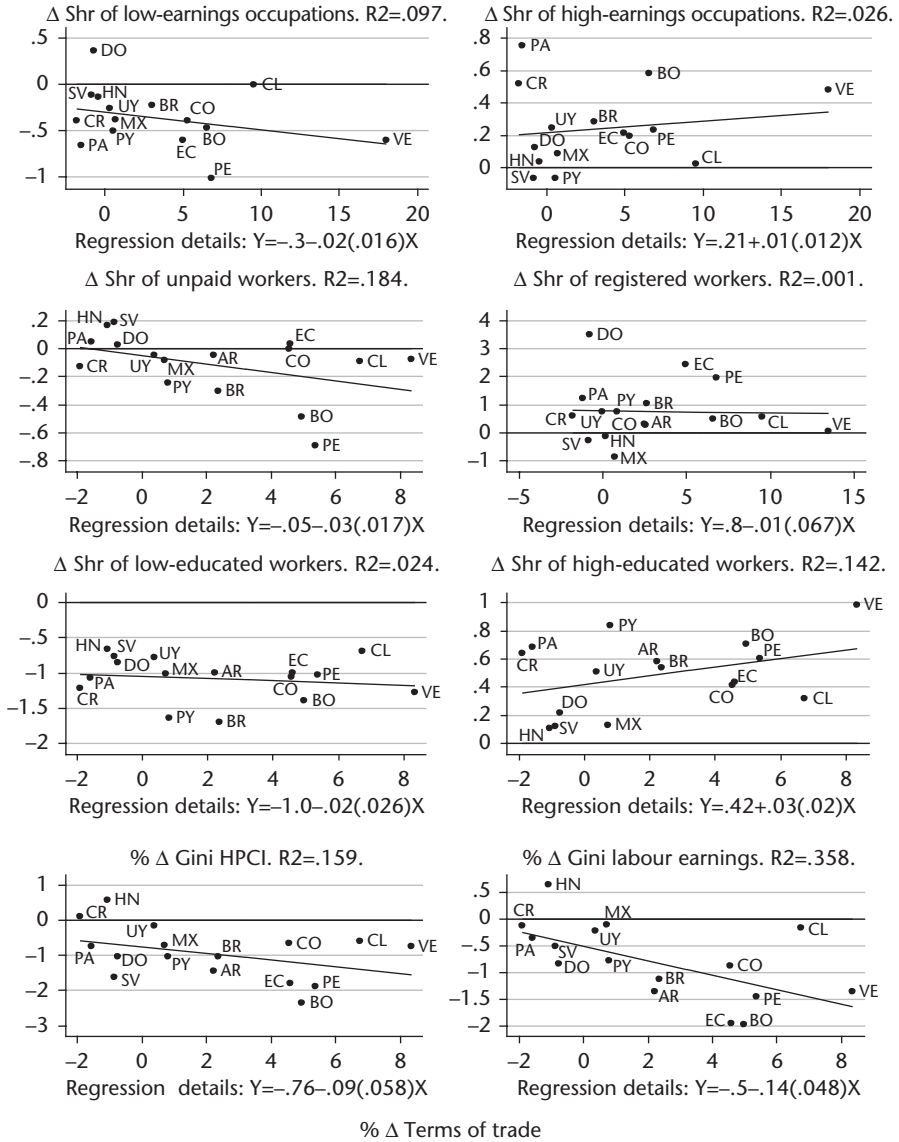 Δ Shr of low-earnings occupations. R2=.097.
.5
0
−.5
−1
DO
CL
SV
HN
UY
BR
CO
CR
MX
PY
BO
VE
PA
EC
PE
0 5 10 15 20
Regression details: Y=−.3−.02(.016)X
Δ Shr of high-earnings occupations. R2=.026.
.8
.6
.4
.2
0
PA
BO
CR
VE
UY
BR
DO
EC
CO
PE
HN
MX
CL
SV
PY
0 5 10 15 20
Regression details: Y=.21+.01(.012)X
Δ Shr of unpaid workers. R2=.184.
.2
0
−.2
−.4
−.6
−.8
HN
SV
PA
DO
EC
CR
UY
MX
AR
CO
CL
VE
PY
BR
BO
PE
−2 0 2 4 6 8
Regression details: Y=−.05−.03(.017)X
Δ Shr of registered workers. R2=.001.
4
3
2
1
0
−1
DO
EC
PE
PA
PY
BR
CR
UY
CO
AR
BO
CL
VE
SV
HN
MX
−5 0 5 10 15
Regression details: Y=.8−.01(.067)X
Δ Shr of low-educated workers. R2=.024.
0
−.5
−1
−1.5
−2
HN
SV
UY
CL
DO
MX
AR
EC
PE
PA
CO
CR
BO
VE
PY
BR
−2 0 2 4 6 8
Regression details: Y=−1.0−.02(.026)X
Δ Shr of high-educated workers. R2=.142.
1
.8
.6
.4
.2
0
VE
PY
PA
BO
CR
AR
BR
PE
UY
EC
CO
CL
DO
HN
SV
MX
−2 0 2 4 6 8
Regression details: Y=.42+.03(.02)X
% Δ Gini HPCI. R2=.159.
1
0
−1
−2
−3
HN
CR
UY
MX
BR
CO
CL
VE
PA
DO
PY
AR
SV
EC
PE
BO
−2 0 2 4 6 8
Regression details: Y=−.76−.09(.058)X
% Δ Gini labour earnings. R2=.358.
.5
0
−.5
−1
−1.5
−2
HN
CR
MX
UY
CL
PA
SV
DO
PY
CO
BR
AR
PE
VE
EC
BO
−2 0 2 4 6 8
Regression details: Y=−.5−.14(.048)X
% Δ Terms of trade